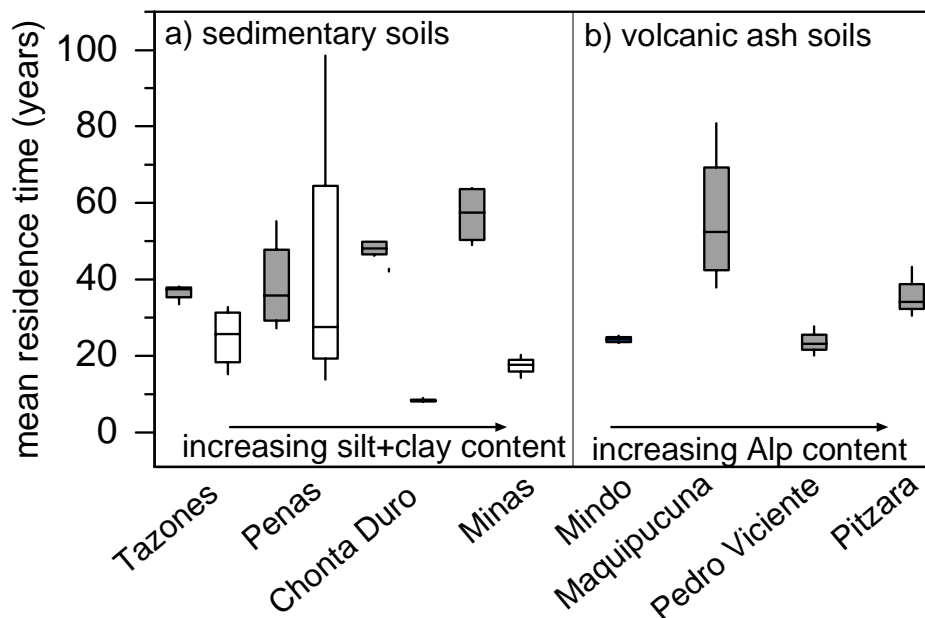 mean residence time (years)
100
80
60
40
20
0
a) sedimentary soils
b) volcanic ash soils
increasing silt+clay content
increasing Alp content
Tazones
Penas
Chonta Duro
Minas
Mindo
Maquipucuna
Pedro Viciente
Pitzara